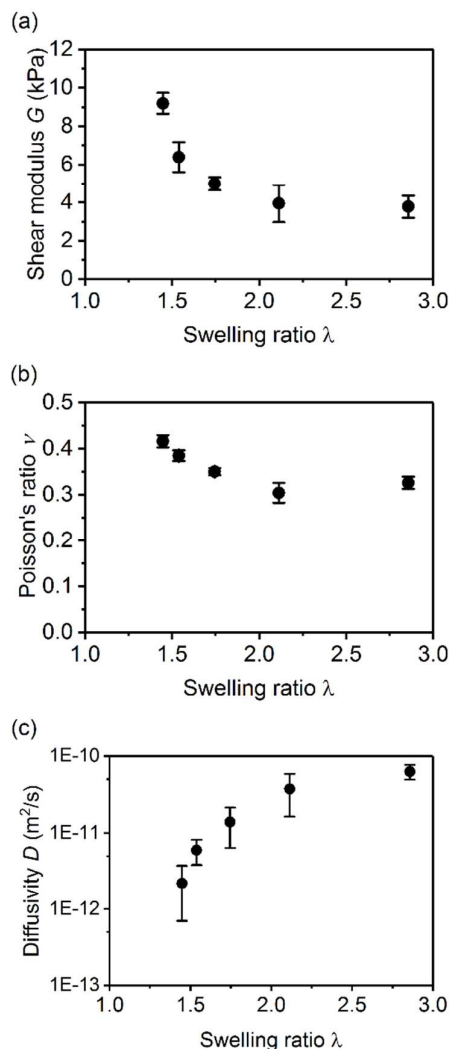 (a)
12
10
8
6
4
2
0
Shear modulus G (kPa)
1.0 1.5 2.0 2.5 3.0
Swelling ratio λ
(b)
0.5
0.4
0.3
0.2
0.1
0.0
Poisson's ratio ν
1.0 1.5 2.0 2.5 3.0
Swelling ratio λ
(c)
1E-10
1E-11
1E-12
1E-13
Diffusivity D (m²/s)
1.0 1.5 2.0 2.5 3.0
Swelling ratio λ